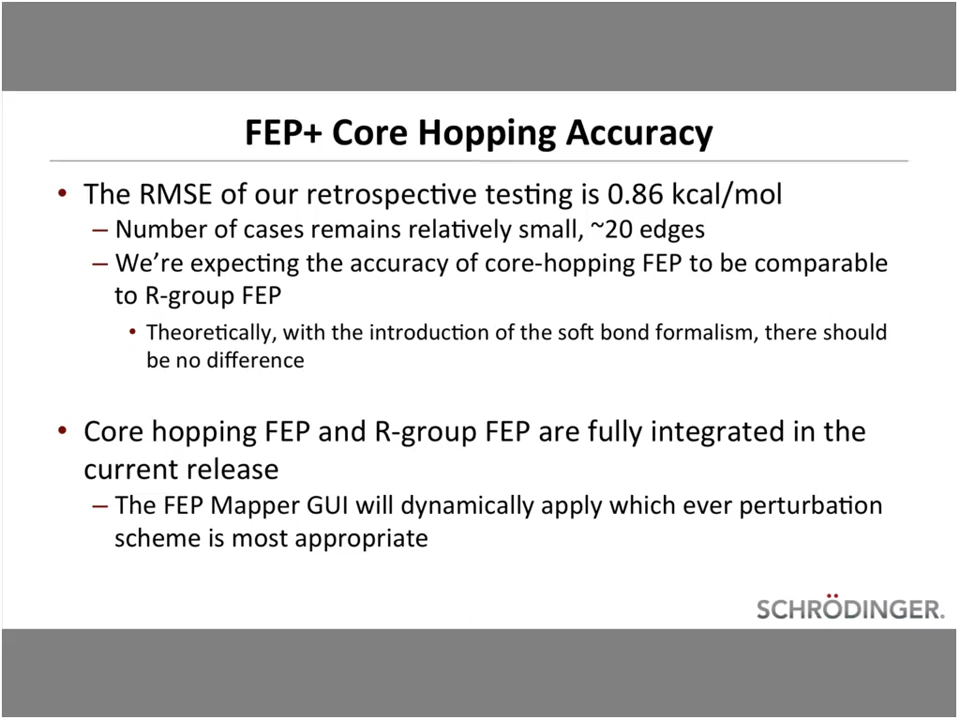 FEP+ Core Hopping Accuracy
• The RMSE of our retrospective testing is 0.86 kcal/mol
– Number of cases remains relatively small, ~20 edges
– We're expecting the accuracy of core-hopping FEP to be comparable
to R-group FEP
• Theoretically, with the introduction of the soft bond formalism, there should
be no difference
• Core hopping FEP and R-group FEP are fully integrated in the
current release
– The FEP Mapper GUI will dynamically apply which ever perturbation
scheme is most appropriate
SCHRÖDINGER.